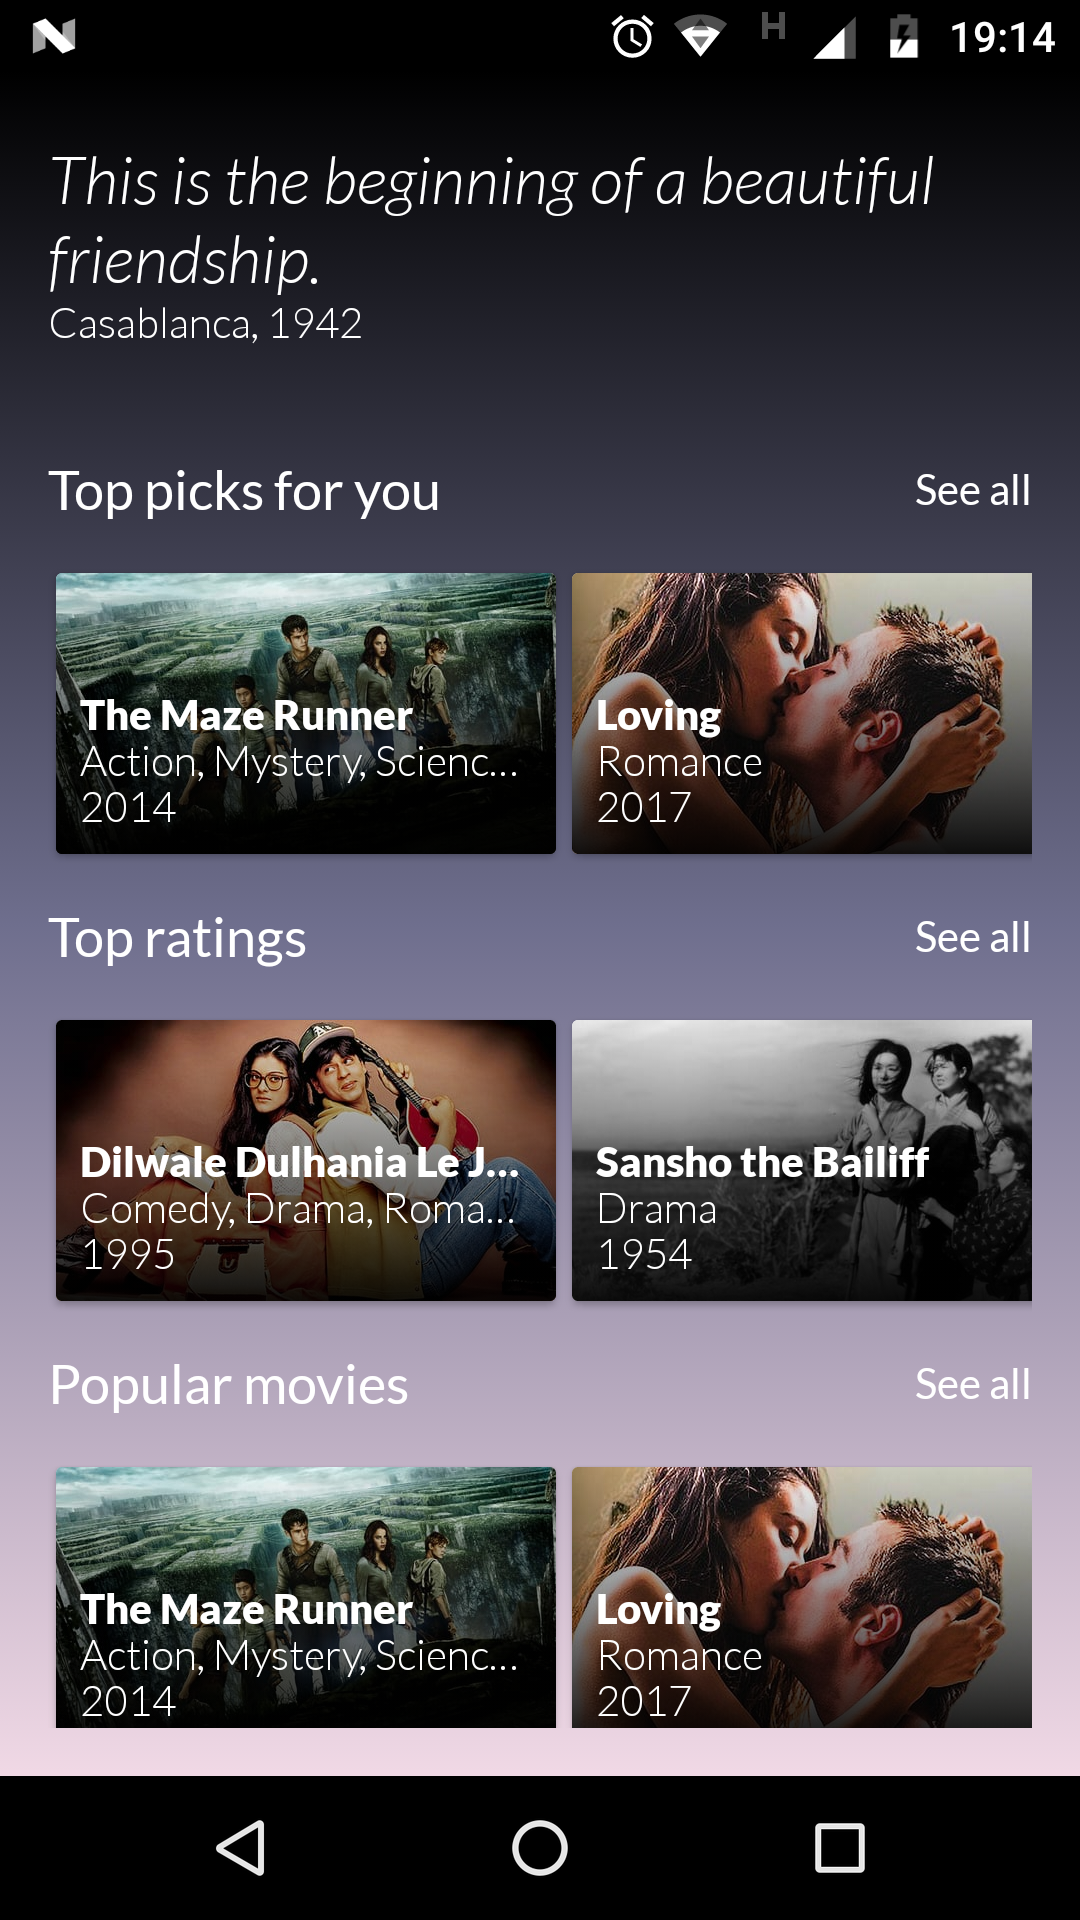 H 19:14
This is the beginning of a beautiful
friendship.
Casablanca, 1942
Top picks for you See all
The Maze Runner
Action, Mystery, Scienc...
2014
Loving
Romance
2017
Top ratings See all
Dilwale Dulhania Le J...
Comedy, Drama, Roma...
1995
Sansho the Bailiff
Drama
1954
Popular movies See all
The Maze Runner
Action, Mystery, Scienc...
2014
Loving
Romance
2017